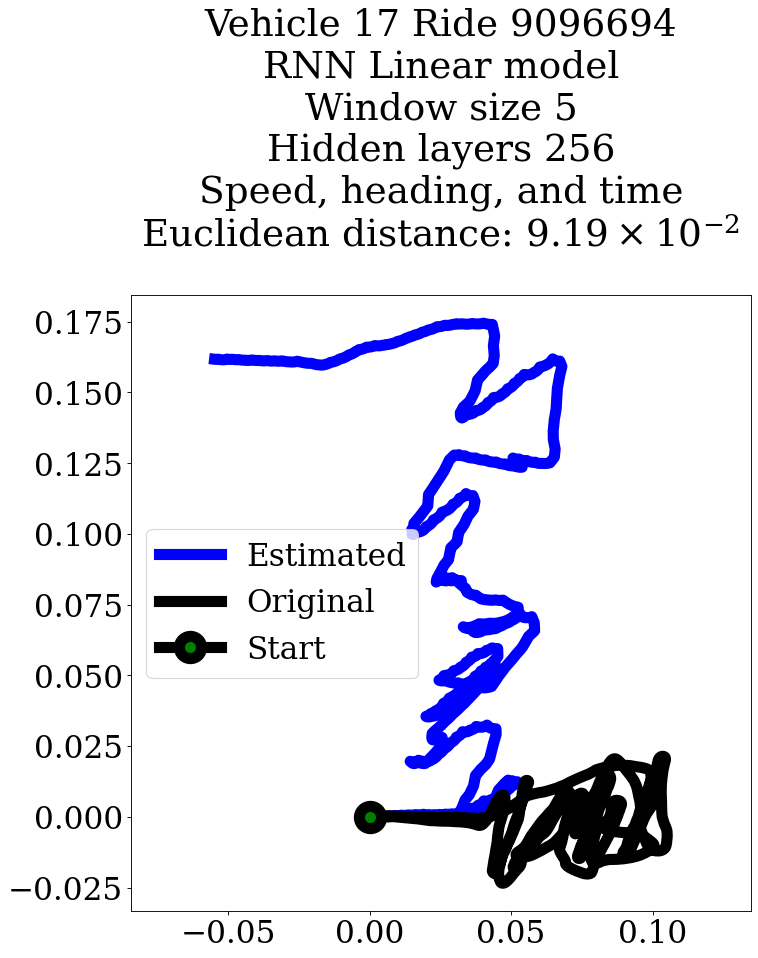 Vehicle 17 Ride 9096694
RNN Linear model
Window size 5
Hidden layers 256
Speed, heading, and time
Euclidean distance: 9.19 × 10⁻²
0.175
0.150
0.125
0.100
0.075
0.050
0.025
0.000
−0.025
Estimated
Original
Start
−0.05 0.00 0.05 0.10